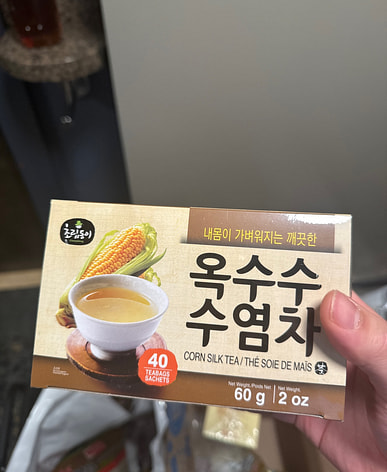 초립동이
내몸이 가벼워지는 깨끗한
옥수수
수염차
CORN SILK TEA / THÉ SOIE DE MAÏS
40
TEABAGS
SACHETS
Net Weight./Poids Net
60 g
Net Weight.
2 oz